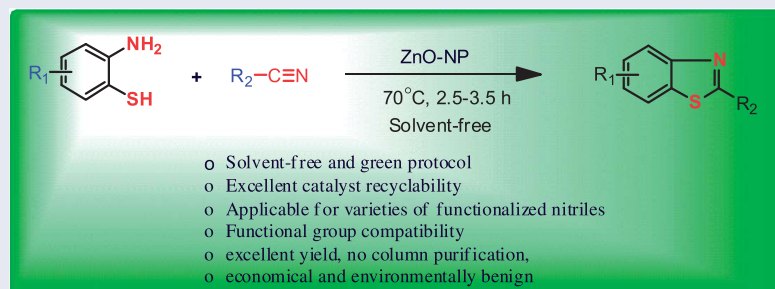 NH2
R1
SH
+
R2—C≡N
ZnO-NP
70°C, 2.5-3.5 h
Solvent-free
R1
N
S
R2
o Solvent-free and green protocol
o Excellent catalyst recyclability
o Applicable for varieties of functionalized nitriles
o Functional group compatibility
o excellent yield, no column purification,
o economical and environmentally benign